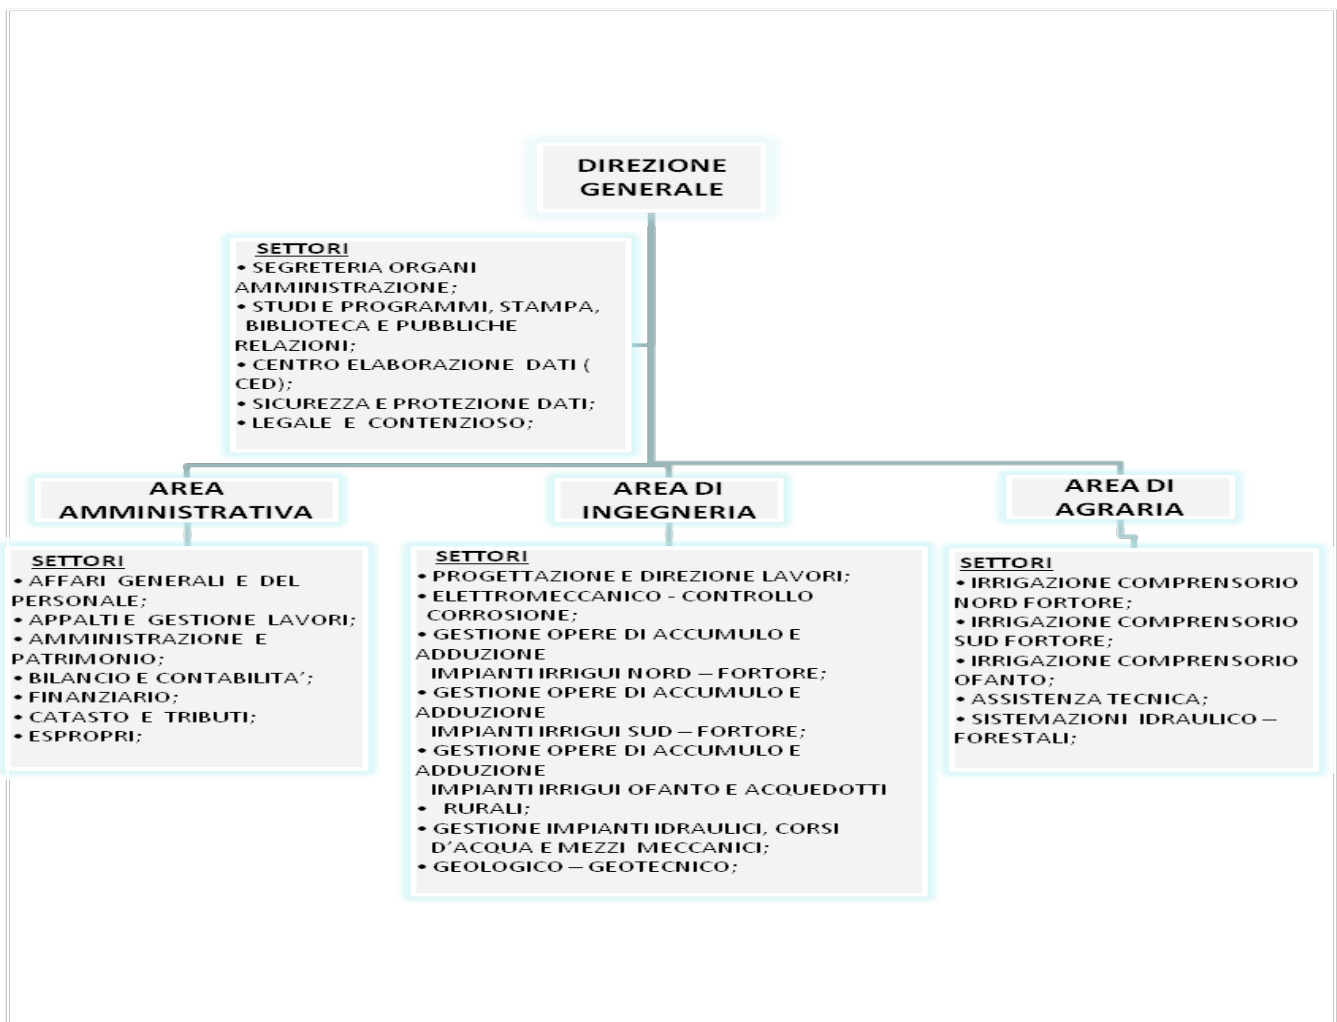 DIREZIONE
GENERALE
SETTORI
• SEGRETERIA ORGANI
AMMINISTRAZIONE;
• STUDI E PROGRAMMI, STAMPA,
BIBLIOTECA E PUBBLICHE
RELAZIONI;
• CENTRO ELABORAZIONE DATI (
CED);
• SICUREZZA E PROTEZIONE DATI;
• LEGALE E CONTENZIOSO;
AREA
AMMINISTRATIVA
SETTORI
• AFFARI GENERALI E DEL
PERSONALE;
• APPALTI E GESTIONE LAVORI;
• AMMINISTRAZIONE E
PATRIMONIO;
• BILANCIO E CONTABILITA’;
• FINANZIARIO;
• CATASTO E TRIBUTI;
• ESPROPRI;
AREA DI
INGEGNERIA
SETTORI
• PROGETTAZIONE E DIREZIONE LAVORI;
• ELETTROMECCANICO - CONTROLLO
CORROSIONE;
• GESTIONE OPERE DI ACCUMULO E
ADDUZIONE
IMPIANTI IRRIGUI NORD – FORTORE;
• GESTIONE OPERE DI ACCUMULO E
ADDUZIONE
IMPIANTI IRRIGUI SUD – FORTORE;
• GESTIONE OPERE DI ACCUMULO E
ADDUZIONE
IMPIANTI IRRIGUI OFANTO E ACQUEDOTTI
• RURALI;
• GESTIONE IMPIANTI IDRAULICI, CORSI
D’ACQUA E MEZZI MECCANICI;
• GEOLOGICO – GEOTECNICO;
AREA DI
AGRARIA
SETTORI
• IRRIGAZIONE COMPRENSORIO
NORD FORTORE;
• IRRIGAZIONE COMPRENSORIO
SUD FORTORE;
• IRRIGAZIONE COMPRENSORIO
OFANTO;
• ASSISTENZA TECNICA;
• SISTEMAZIONI IDRAULICO –
FORESTALI;